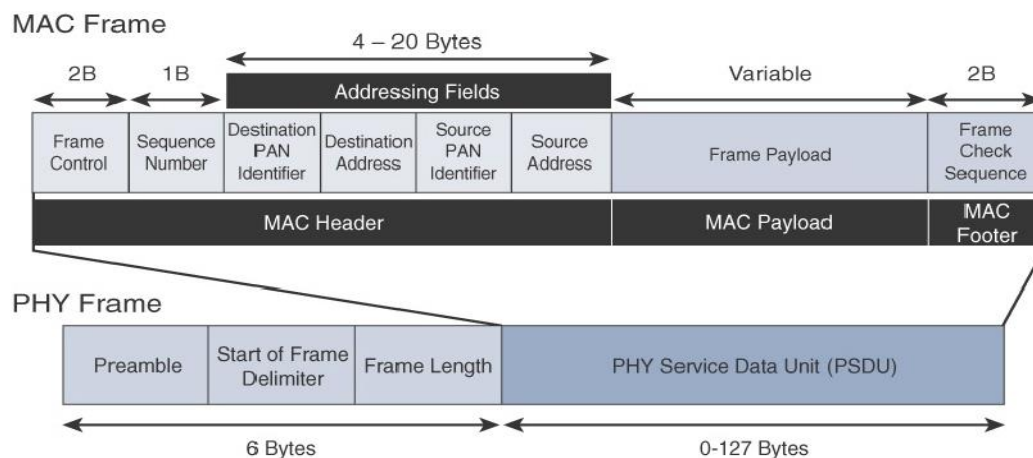 MAC Frame
4 – 20 Bytes
2B
1B
Addressing Fields
Variable
2B
Frame
Control
Sequence
Number
Destination
PAN
Identifier
Destination
Address
Source
PAN
Identifier
Source
Address
Frame Payload
Frame
Check
Sequence
MAC Header
MAC Payload
MAC
Footer
PHY Frame
Preamble
Start of Frame
Delimiter
Frame Length
PHY Service Data Unit (PSDU)
6 Bytes
0-127 Bytes